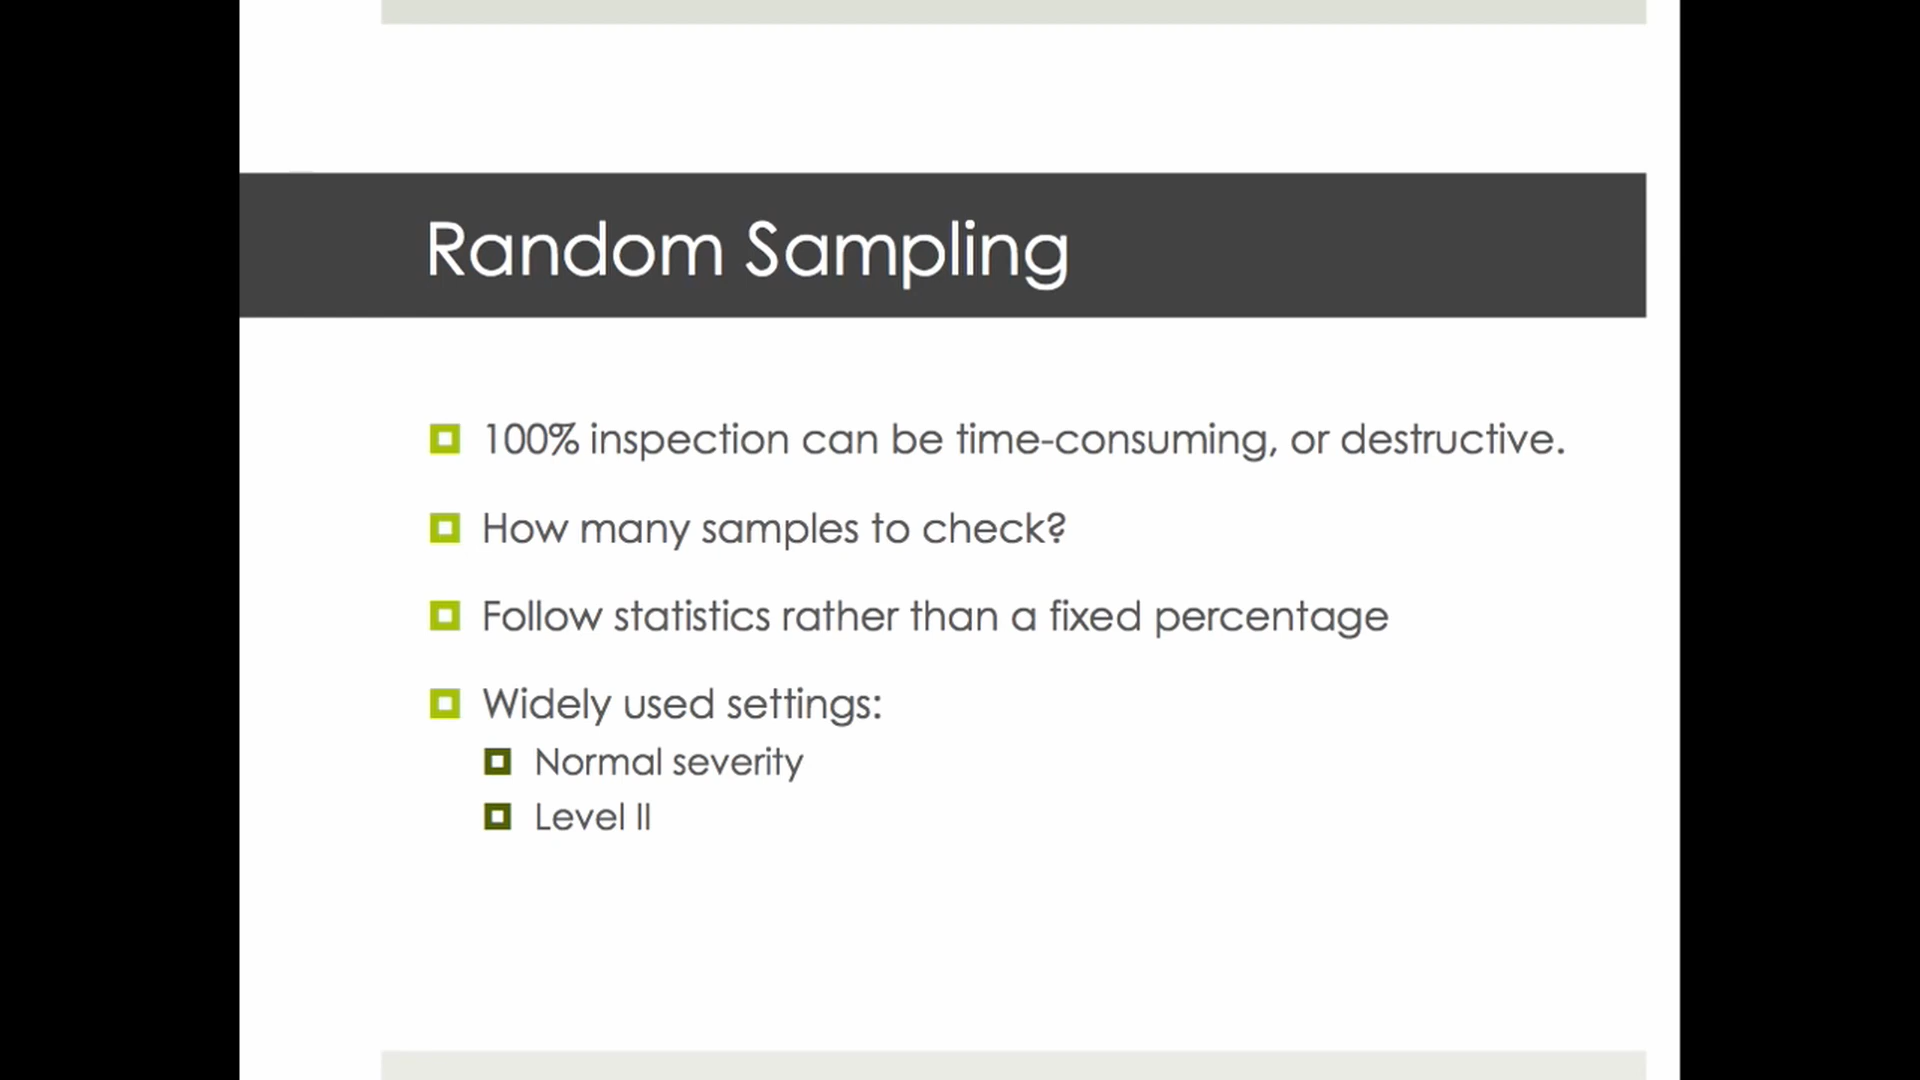 Random Sampling
100% inspection can be time-consuming, or destructive.
How many samples to check?
Follow statistics rather than a fixed percentage
Widely used settings:
Normal severity
Level II